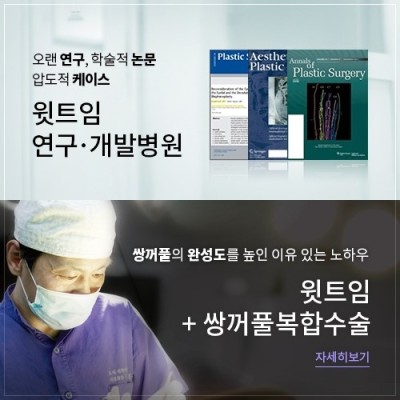 오랜 연구, 학술적 논문
압도적 케이스
윗트임
연구·개발병원
Plastic Surg
Aesthe
Plastic
Annals
of
Plastic Surgery
쌍꺼풀의 완성도를 높인 이유 있는 노하우
윗트임
+ 쌍꺼풀복합수술
자세히보기